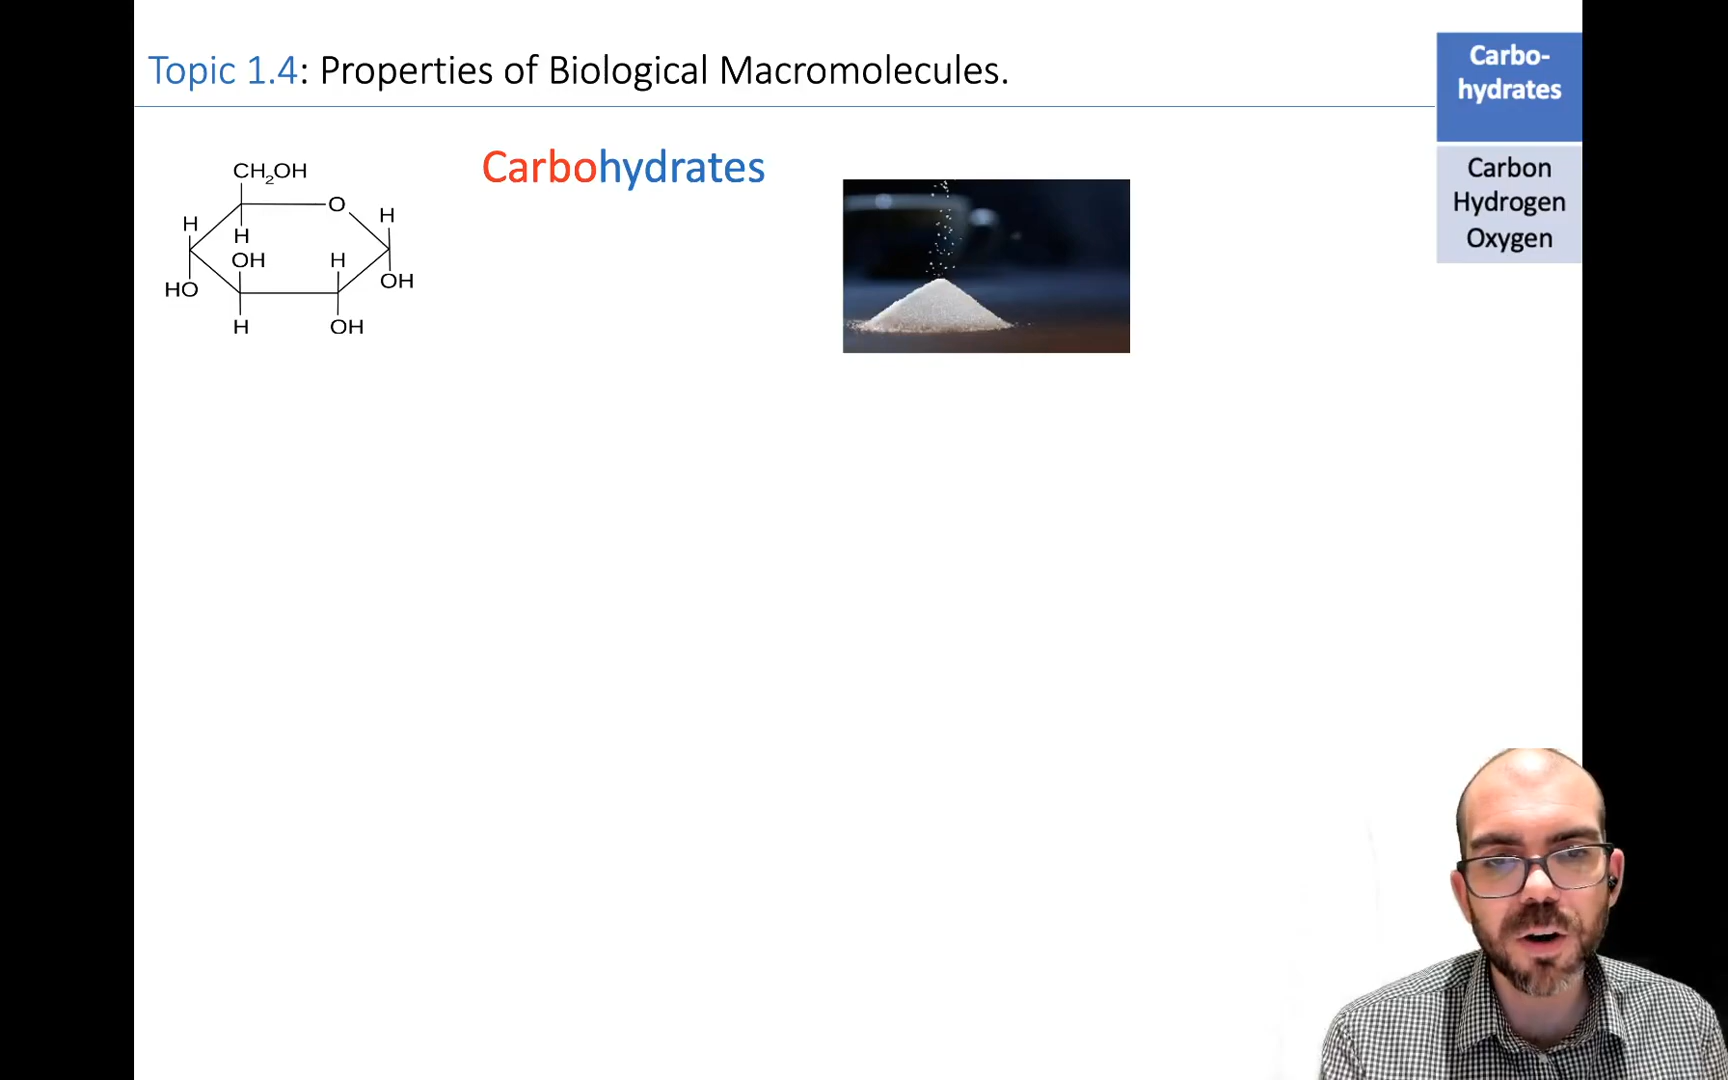 Topic 1.4: Properties of Biological Macromolecules.
Carbo-
hydrates
Carbon
Hydrogen
Oxygen
Carbohydrates
CH₂OH
O
H
H
H
OH
H
HO
OH
H
OH